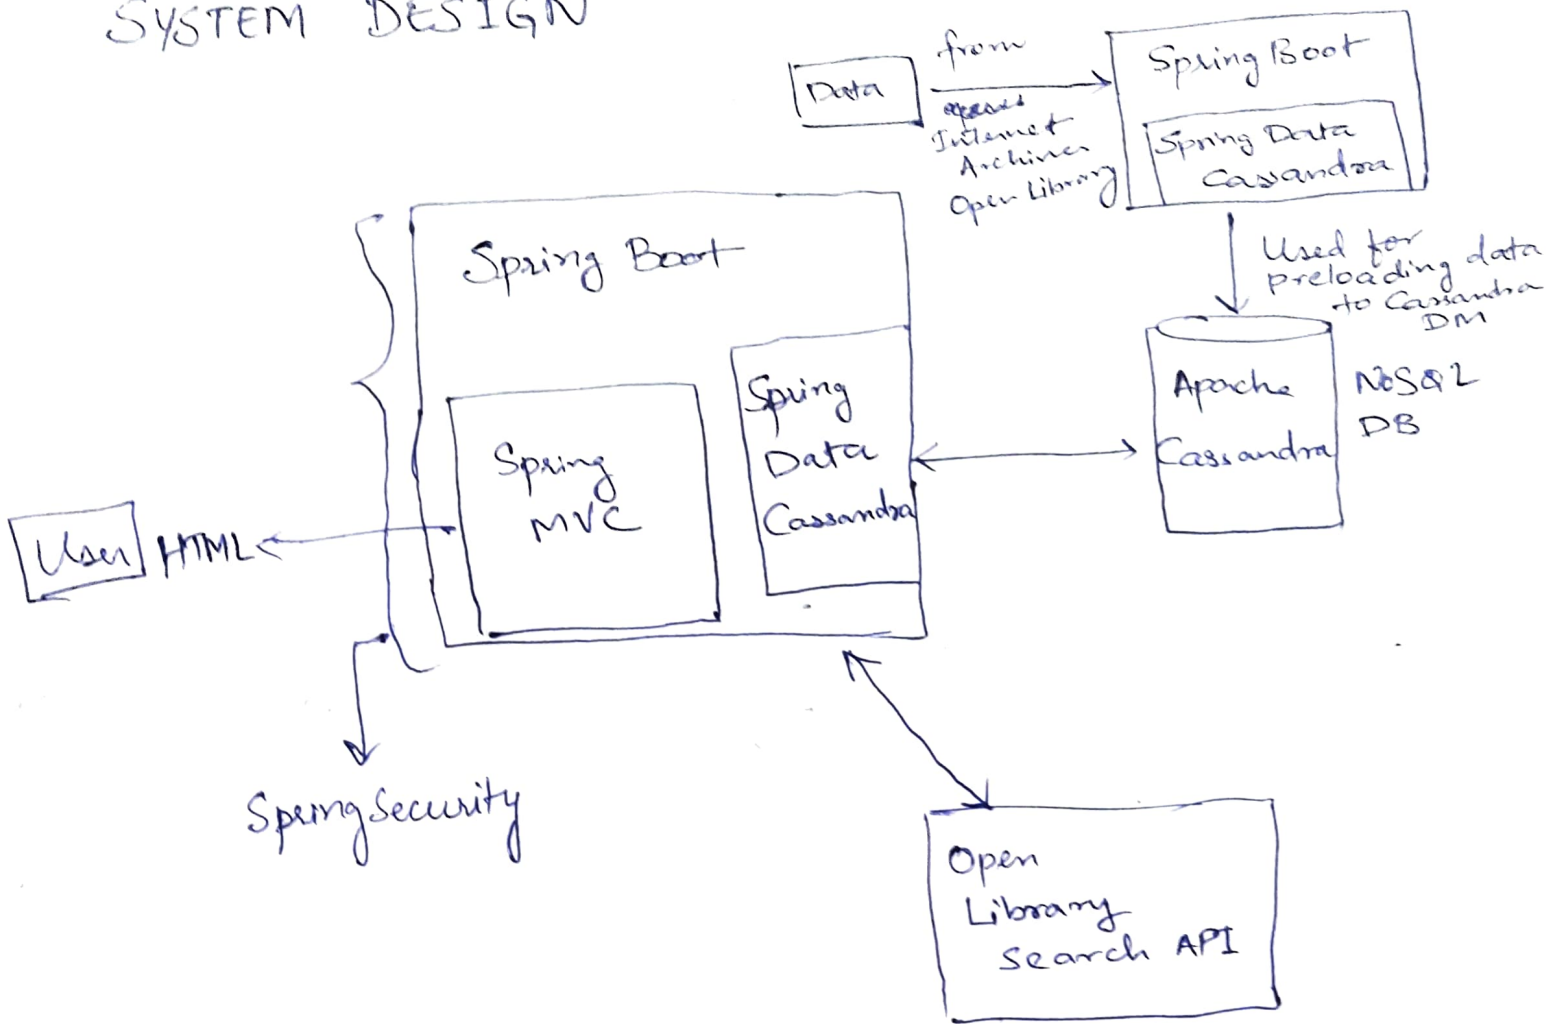 SYSTEM DESIGN
Data
from
Internet
Archives
Open Library
Spring Boot
Spring Data
Cassandra
Used for
preloading data
to Cassandra
DM
Spring Boot
Spring
MVC
Spring
Data
Cassandra
Apache
Cassandra
NoSQL
DB
User HTML
Spring Security
Open
Library
Search API